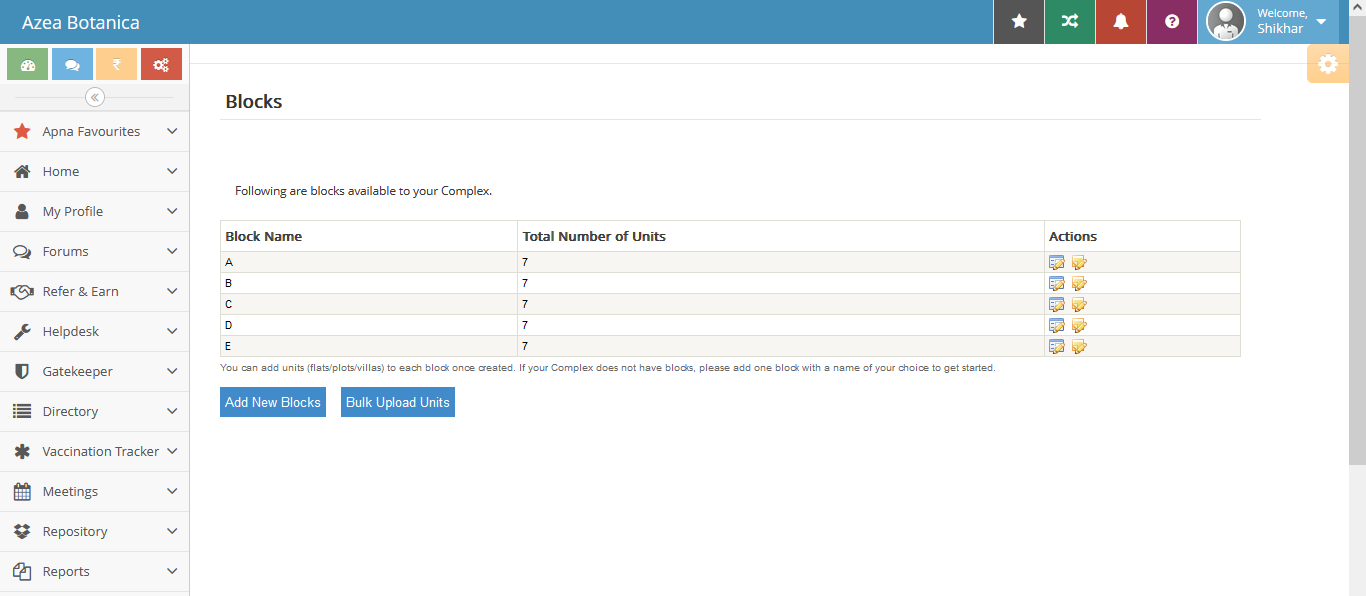 Azea Botanica
Welcome,
Shikhar
Apna Favourites
Home
My Profile
Forums
Refer & Earn
Helpdesk
Gatekeeper
Directory
Vaccination Tracker
Meetings
Repository
Reports
Blocks
Following are blocks available to your Complex.
Block Name Total Number of Units Actions
A 7
B 7
C 7
D 7
E 7
You can add units (flats/plots/villas) to each block once created. If your Complex does not have blocks, please add one block with a name of your choice to get started.
Add New Blocks Bulk Upload Units